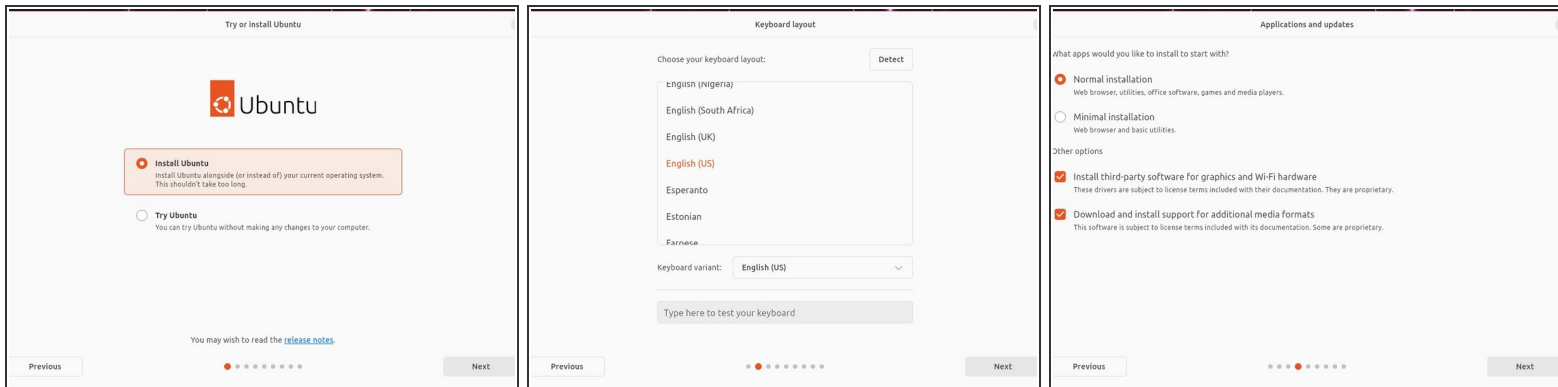 Try or install Ubuntu
Ubuntu
Install Ubuntu
Install Ubuntu alongside (or instead of) your current operating system.
This shouldn't take too long.
Try Ubuntu
You can try Ubuntu without making any changes to your computer.
You may wish to read the release notes.
Previous
Next
Keyboard layout
Choose your keyboard layout:
Detect
English (Nigeria)
English (South Africa)
English (UK)
English (US)
Esperanto
Estonian
Faroese
Keyboard variant: English (US)
Type here to test your keyboard
Previous
Next
Applications and updates
What apps would you like to install to start with?
Normal installation
Web browser, utilities, office software, games and media players.
Minimal installation
Web browser and basic utilities.
Other options
Install third-party software for graphics and Wi-Fi hardware
These drivers are subject to license terms included with their documentation. They are proprietary.
Download and install support for additional media formats
This software is subject to license terms included with its documentation. Some are proprietary.
Previous
Next